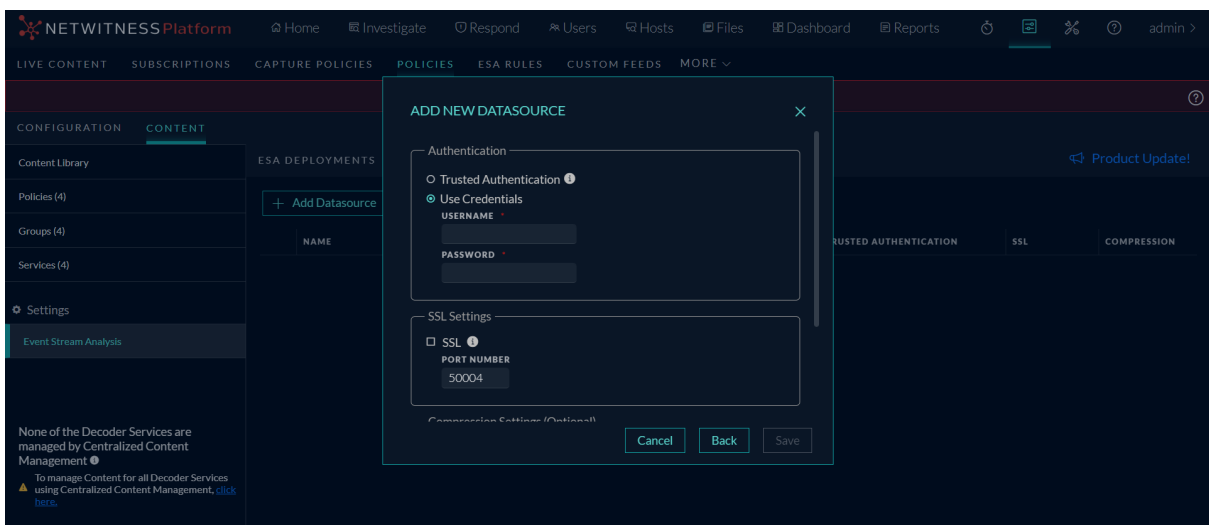 NETWITNESS Platform
Home
Investigate
Respond
Users
Hosts
Files
Dashboard
Reports
admin >
LIVE CONTENT
SUBSCRIPTIONS
CAPTURE POLICIES
POLICIES
ESA RULES
CUSTOM FEEDS
MORE
CONFIGURATION
CONTENT
Content Library
Policies (4)
Groups (4)
Services (4)
Settings
Event Stream Analysis
None of the Decoder Services are
managed by Centralized Content
Management
To manage Content for all Decoder Services
using Centralized Content Management, click
here.
ESA DEPLOYMENTS
Product Update!
+ Add Datasource
NAME
RUSTED AUTHENTICATION
SSL
COMPRESSION
ADD NEW DATASOURCE
Authentication
Trusted Authentication
Use Credentials
USERNAME *
PASSWORD *
SSL Settings
SSL
PORT NUMBER
50004
Compression Settings (Optional)
Cancel
Back
Save